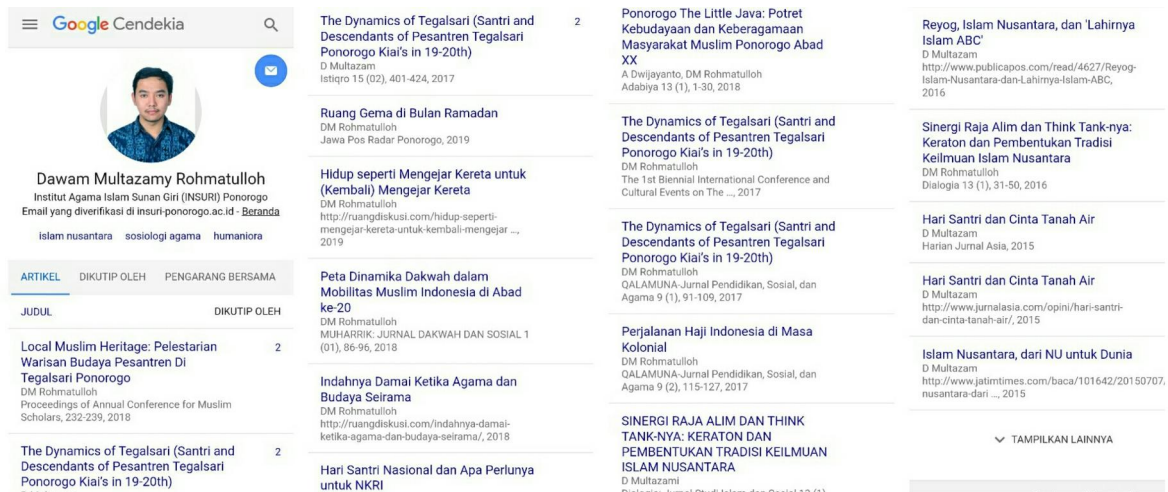 Google Cendekia
Dawam Multazamy Rohmatulloh
Institut Agama Islam Sunan Giri (INSURI) Ponorogo
Email yang diverifikasi di insuri-ponorogo.ac.id - Beranda
islam nusantara sosiologi agama humaniora
ARTIKEL DIKUTIP OLEH PENGARANG BERSAMA
JUDUL DIKUTIP OLEH
Local Muslim Heritage: Pelestarian 2
Warisan Budaya Pesantren Di
Tegalsari Ponorogo
DM Rohmatulloh
Proceedings of Annual Conference for Muslim
Scholars, 232-239, 2018
The Dynamics of Tegalsari (Santri and 2
Descendants of Pesantren Tegalsari
Ponorogo Kiai's in 19-20th)
The Dynamics of Tegalsari (Santri and 2
Descendants of Pesantren Tegalsari
Ponorogo Kiai's in 19-20th)
D Multazam
Istiqro 15 (02), 401-424, 2017
Ruang Gema di Bulan Ramadan
DM Rohmatulloh
Jawa Pos Radar Ponorogo, 2019
Hidup seperti Mengejar Kereta untuk
(Kembali) Mengejar Kereta
DM Rohmatulloh
http://ruangdiskusi.com/hidup-seperti-
mengejar-kereta-untuk-kembali-mengejar ...,
2019
Peta Dinamika Dakwah dalam
Mobilitas Muslim Indonesia di Abad
ke-20
DM Rohmatulloh
MUHARRIK: JURNAL DAKWAH DAN SOSIAL 1
(01), 86-96, 2018
Indahnya Damai Ketika Agama dan
Budaya Seirama
DM Rohmatulloh
http://ruangdiskusi.com/indahnya-damai-
ketika-agama-dan-budaya-seirama/, 2018
Hari Santri Nasional dan Apa Perlunya
untuk NKRI
Ponorogo The Little Java: Potret
Kebudayaan dan Keberagamaan
Masyarakat Muslim Ponorogo Abad
XX
A Dwijayanto, DM Rohmatulloh
Adabiya 13 (1), 1-30, 2018
The Dynamics of Tegalsari (Santri and
Descendants of Pesantren Tegalsari
Ponorogo Kiai's in 19-20th)
DM Rohmatulloh
The 1st Biennial International Conference and
Cultural Events on The ..., 2017
The Dynamics of Tegalsari (Santri and
Descendants of Pesantren Tegalsari
Ponorogo Kiai's in 19-20th)
DM Rohmatulloh
QALAMUNA-Jurnal Pendidikan, Sosial, dan
Agama 9 (1), 91-109, 2017
Perjalanan Haji Indonesia di Masa
Kolonial
DM Rohmatulloh
QALAMUNA-Jurnal Pendidikan, Sosial, dan
Agama 9 (2), 115-127, 2017
SINERGI RAJA ALIM DAN THINK
TANK-NYA: KERATON DAN
PEMBENTUKAN TRADISI KEILMUAN
ISLAM NUSANTARA
D Multazami
Dialogia: Jurnal Studi Islam dan Sosial 13 (1)
Reyog, Islam Nusantara, dan 'Lahirnya
Islam ABC'
D Multazam
http://www.publicapos.com/read/4627/Reyog-
Islam-Nusantara-dan-Lahirnya-Islam-ABC,
2016
Sinergi Raja Alim dan Think Tank-nya:
Keraton dan Pembentukan Tradisi
Keilmuan Islam Nusantara
DM Rohmatulloh
Dialogia 13 (1), 31-50, 2016
Hari Santri dan Cinta Tanah Air
D Multazam
Harian Jurnal Asia, 2015
Hari Santri dan Cinta Tanah Air
D Multazam
http://www.jurnalasia.com/opini/hari-santri-
dan-cinta-tanah-air/, 2015
Islam Nusantara, dari NU untuk Dunia
D Multazam
http://www.jatimtimes.com/baca/101642/20150707/
nusantara-dari ..., 2015
TAMPILKAN LAINNYA